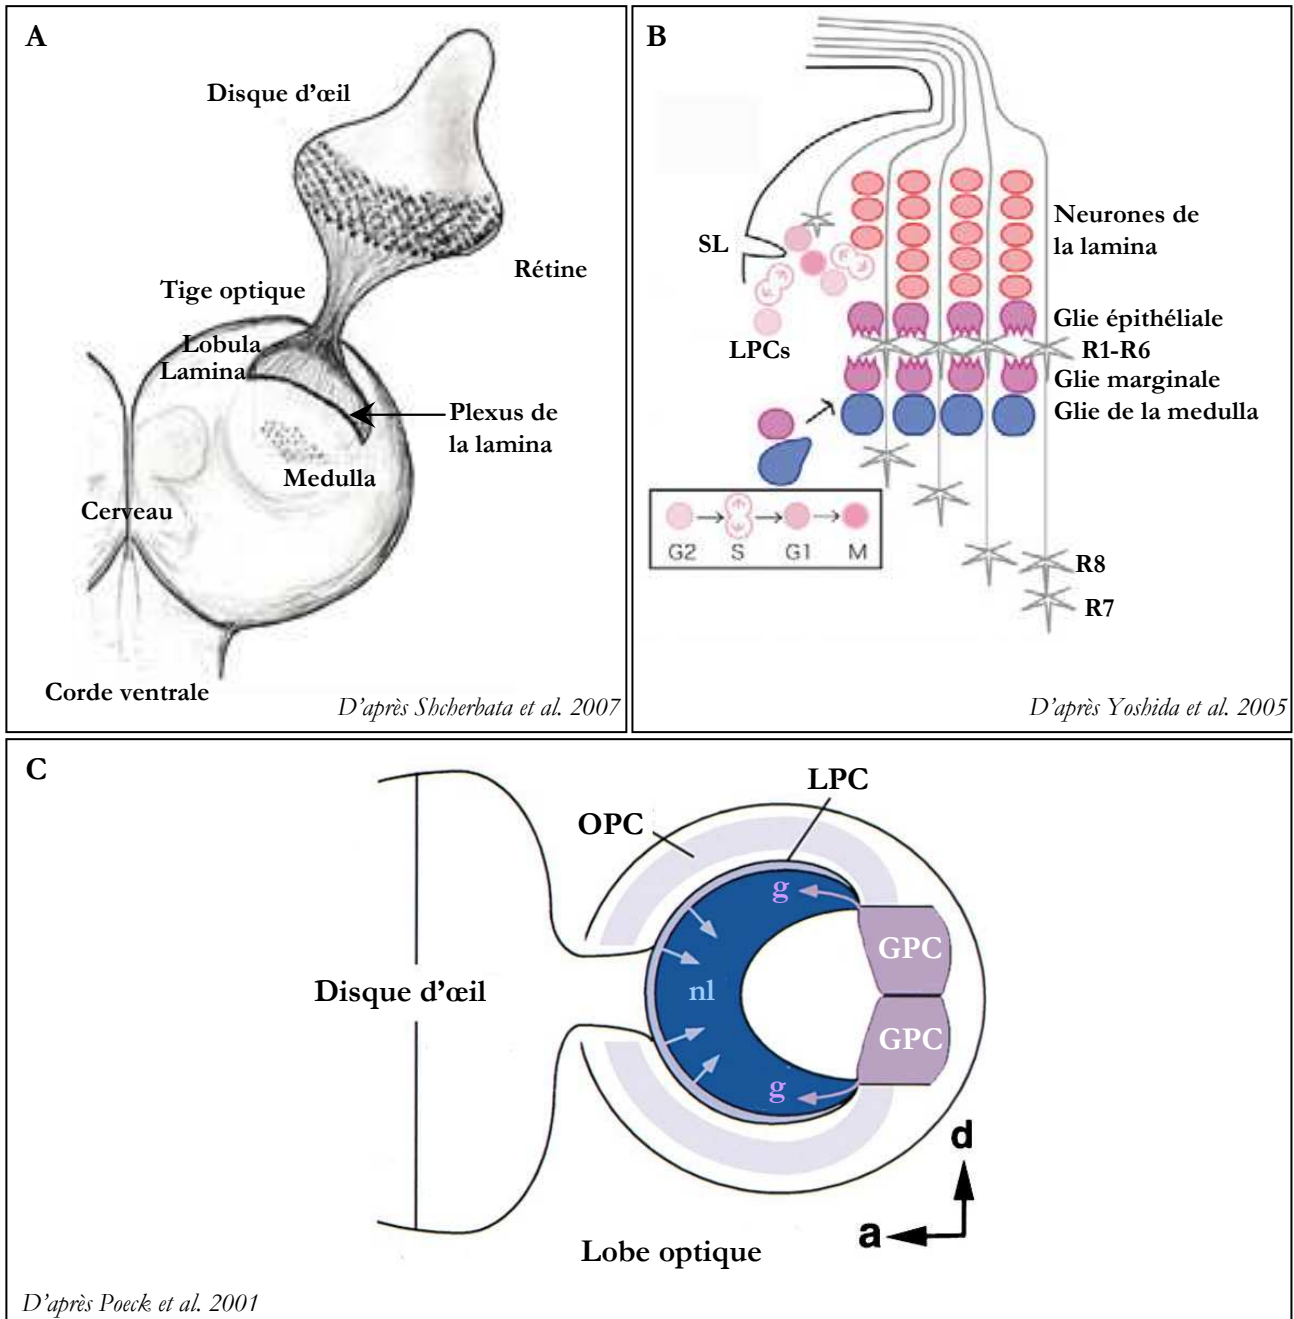 A
Disque d'œil
Rétine
Tige optique
Lobula
Lamina
Plexus de
la lamina
Medulla
Cerveau
Corde ventrale
D'après Shcherbata et al. 2007
B
SL
LPCs
Neurones de
la lamina
Glie épithéliale
R1-R6
Glie marginale
Glie de la medulla
G2 S G1 M
R8
R7
D'après Yoshida et al. 2005
C
LPC
OPC
g
GPC
Disque d'œil
nl
GPC
g
d
a
Lobe optique
D'après Poeck et al. 2001